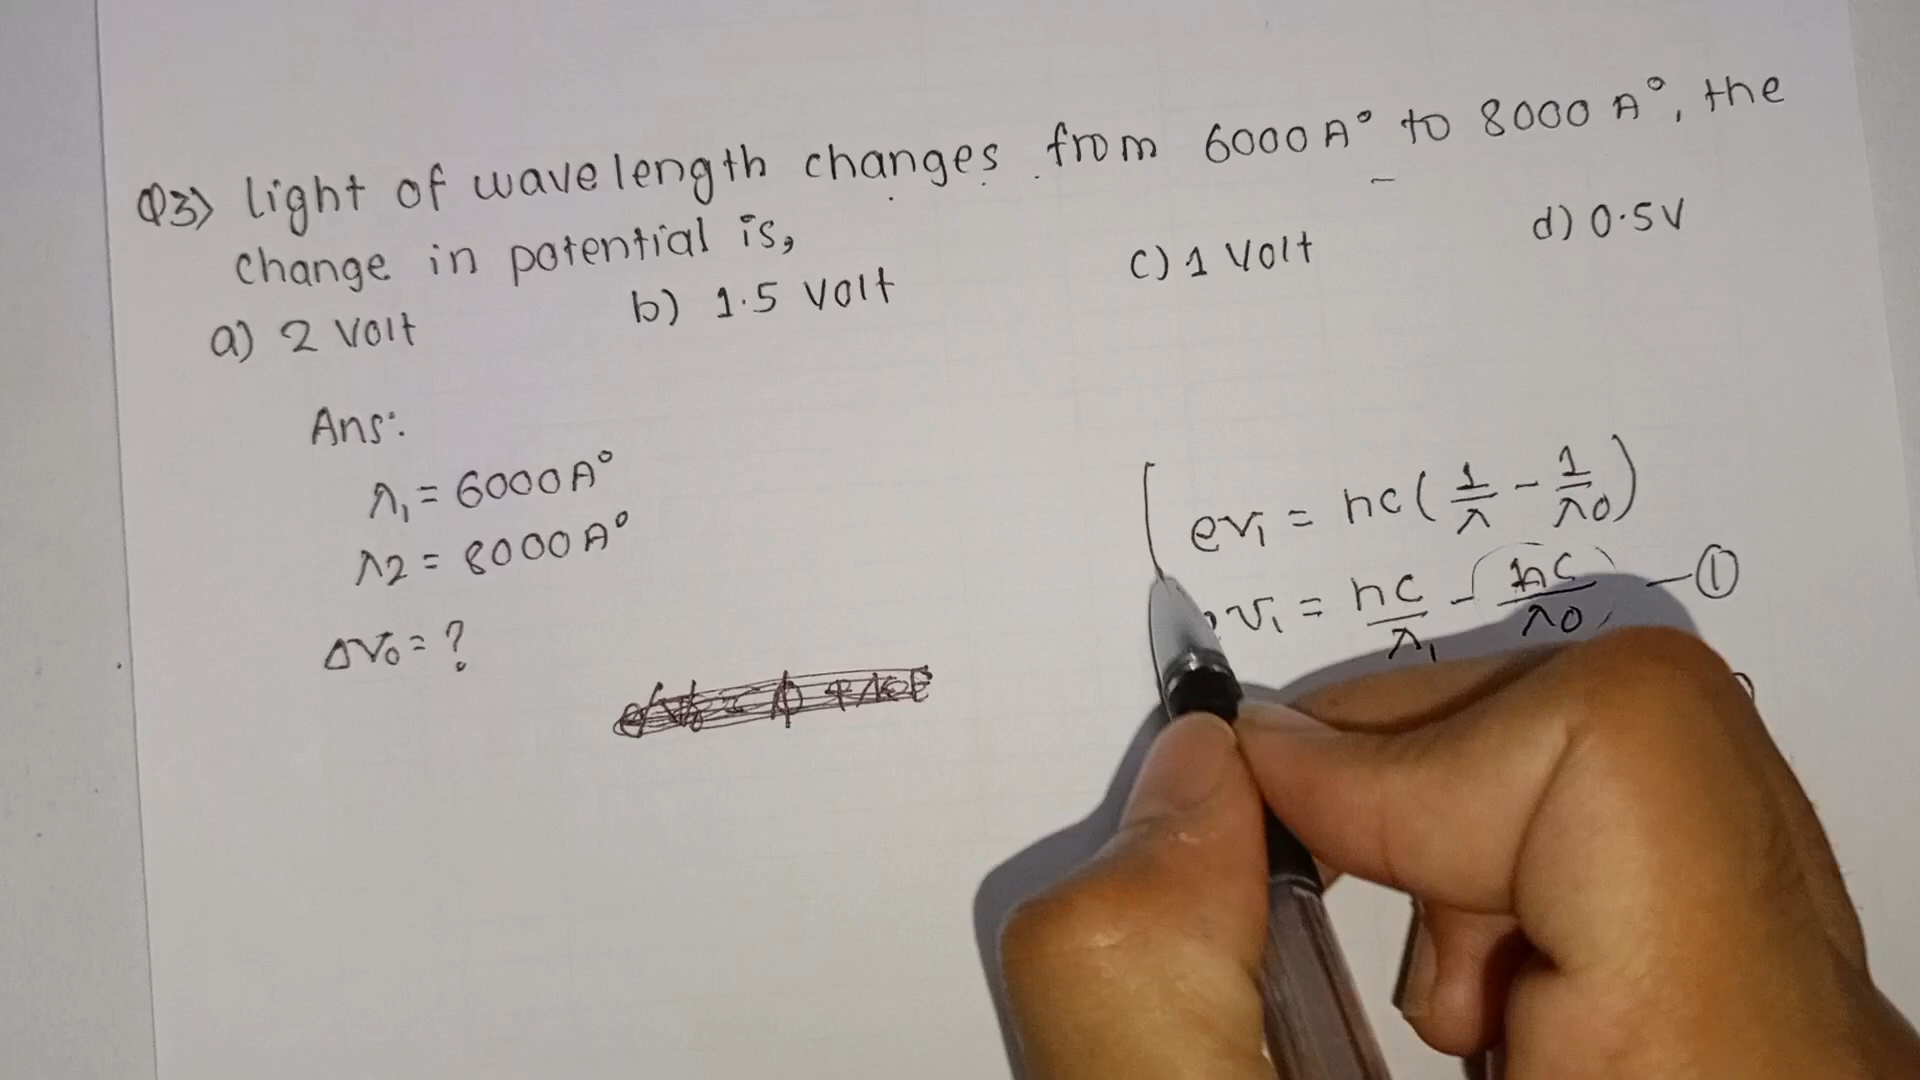 Q3) light of wavelength changes from 6000 A° to 8000 A°, the
change in potential is,
a) 2 Volt b) 1.5 Volt c) 1 Volt d) 0.5V
Ans:
λ₁ = 6000 A°
λ2 = 8000 A°
ΔV₀ = ?
eV₁ = hc(1/λ - 1/λ0)
V₁ = hc/λ₁ - hc/λ0 - ①